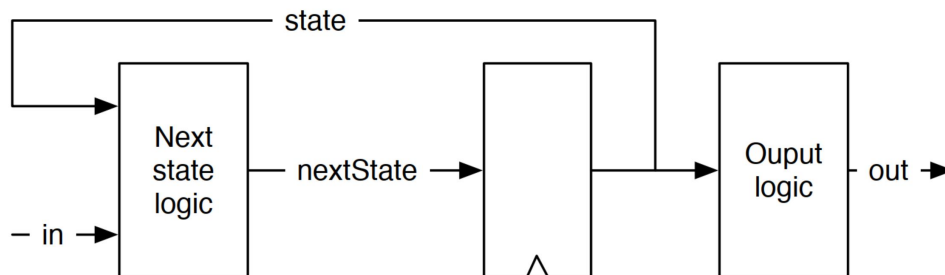 state
Next
state
logic
nextState
Ouput
logic
out
in